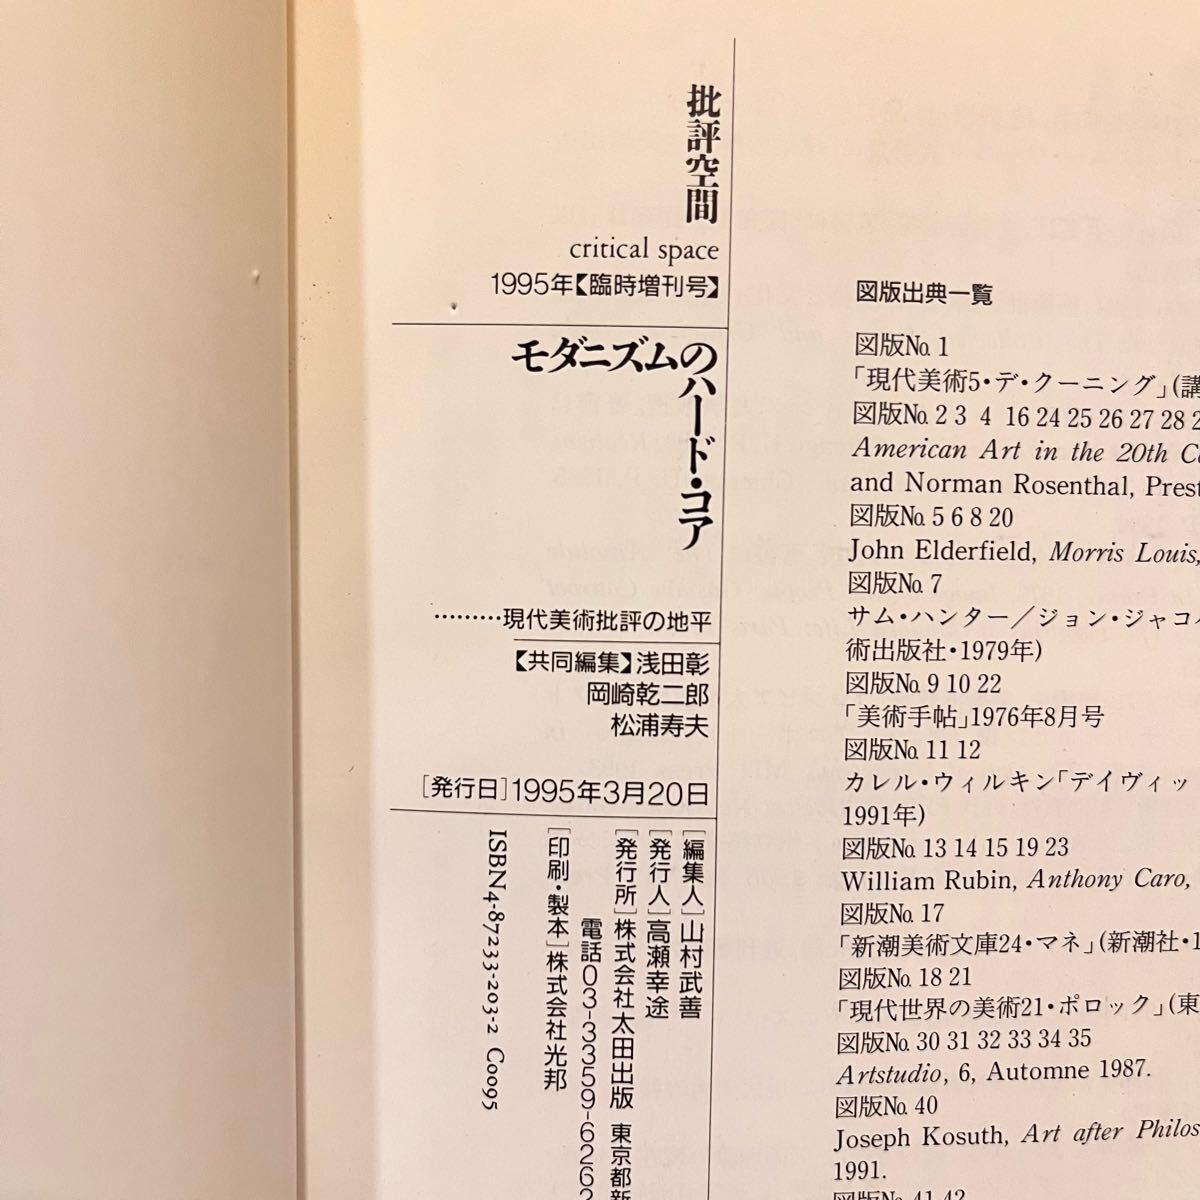 批評空間
critical space
1995年【臨時増刊号】
モダニズムの
ハード・コア
………現代美術批評の地平
【共同編集】浅田彰
岡崎乾二郎
松浦寿夫
［発行日］1995年3月20日
［編集人］山村武善
［発行人］高瀬幸途
［発行所］株式会社太田出版 東京都新
電話03-3359-6262
［印刷・製本］株式会社光邦
ISBN4-87233-203-2 C0095
図版出典一覧
図版No. 1
「現代美術5・デ・クーニング」(講
図版No. 2 3 4 16 24 25 26 27 28 2
American Art in the 20th Ce
and Norman Rosenthal, Prest
図版No. 5 6 8 20
John Elderfield, Morris Louis,
図版No. 7
サム・ハンター／ジョン・ジャコ
術出版社・1979年)
図版No. 9 10 22
「美術手帖」1976年8月号
図版No. 11 12
カレル・ウィルキン「デイヴィッ
1991年)
図版No. 13 14 15 19 23
William Rubin, Anthony Caro,
図版No. 17
「新潮美術文庫24・マネ」(新潮社・1
図版No. 18 21
「現代世界の美術21・ポロック」(東
図版No. 30 31 32 33 34 35
Artstudio, 6, Automne 1987.
図版No. 40
Joseph Kosuth, Art after Philos
1991.
図版No. 41 42